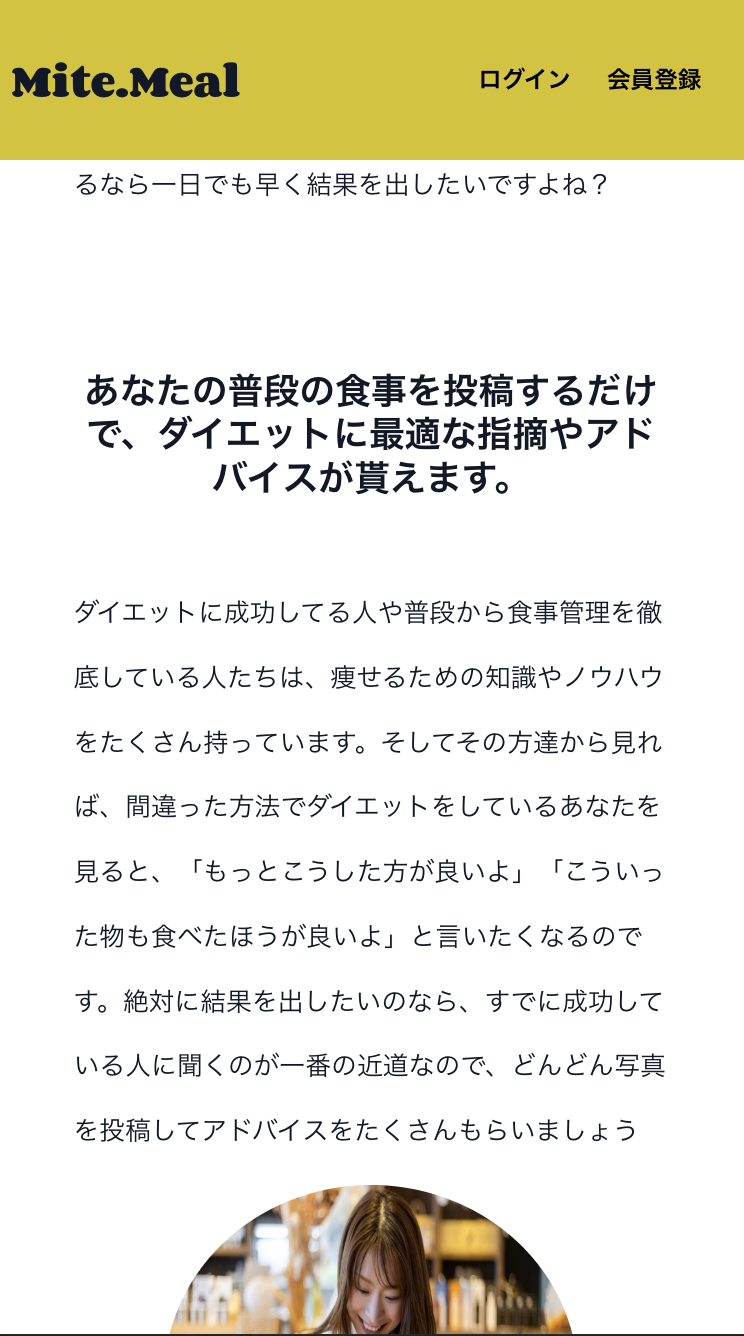 Mite.Meal
ログイン 会員登録
るなら一日でも早く結果を出したいですよね？
あなたの普段の食事を投稿するだけ
で、ダイエットに最適な指摘やアド
バイスが貰えます。
ダイエットに成功してる人や普段から食事管理を徹
底している人たちは、痩せるための知識やノウハウ
をたくさん持っています。そしてその方達から見れ
ば、間違った方法でダイエットをしているあなたを
見ると、「もっとこうした方が良いよ」「こういっ
た物も食べたほうが良いよ」と言いたくなるので
す。絶対に結果を出したいのなら、すでに成功して
いる人に聞くのが一番の近道なので、どんどん写真
を投稿してアドバイスをたくさんもらいましょう